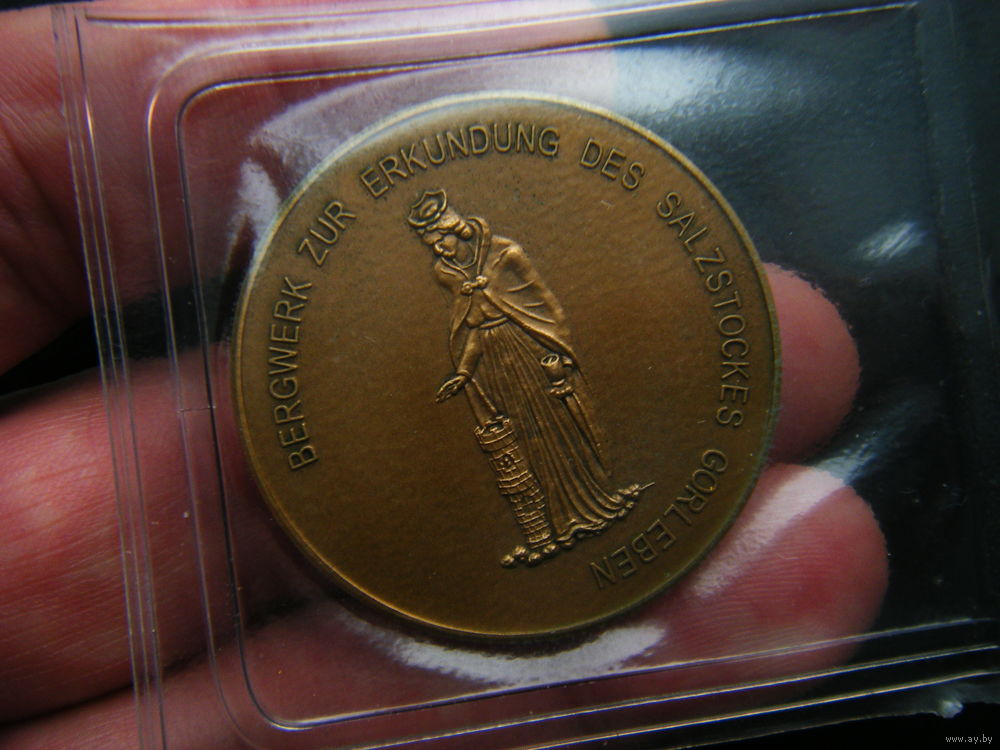 BERGWERK ZUR ERKUNDUNG DES SALZSTOCKES GORLEBEN
www.ay.by